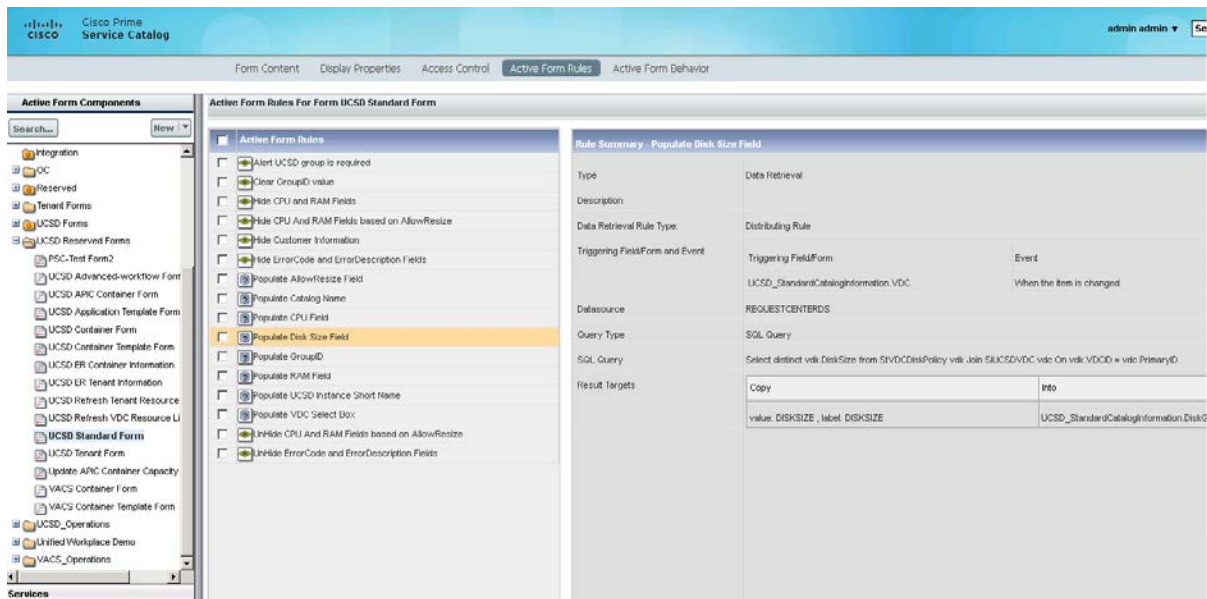 cisco
Cisco Prime
Service Catalog
admin admin
Se
Form Content Display Properties Access Control Active Form Rules Active Form Behavior
Active Form Components
Search...
New
Integration
OC
Reserved
Tenant Forms
UCSD Forms
UCSD Reserved Forms
PSC-Test Form2
UCSD Advanced-workflow Form
UCSD APIC Container Form
UCSD Application Template Form
UCSD Container Form
UCSD Container Template Form
UCSD ER Container Information
UCSD ER Tenant Information
UCSD Refresh Tenant Resource
UCSD Refresh VDC Resource Li
UCSD Standard Form
UCSD Tenant Form
Update APIC Container Capacity
VACS Container Form
VACS Container Template Form
UCSD_Operations
Unified Workplace Demo
VACS_Operations
Services
Active Form Rules For Form UCSD Standard Form
Active Form Rules
Alert UCSD group is required
Clear GroupID value
Hide CPU and RAM Fields
Hide CPU And RAM Fields based on AllowResize
Hide Customer Information
Hide ErrorCode and ErrorDescription Fields
Populate AllowResize Field
Populate Catalog Name
Populate CPU Field
Populate Disk Size Field
Populate GroupID
Populate RAM Field
Populate UCSD Instance Short Name
Populate VDC Select Box
UnHide CPU And RAM Fields based on AllowResize
UnHide ErrorCode and ErrorDescription Fields
Rule Summary - Populate Disk Size Field
Type Data Retrieval
Description
Data Retrieval Rule Type: Distributing Rule
Triggering Field/Form and Event
Triggering Field/Form Event
UCSD_StandardCatalogInformation.VDC When the item is changed
Datasource REQUESTCENTERDS
Query Type SQL Query
SQL Query Select distinct vdk.DiskSize from StVDCDiskPolicy vdk Join SiUCSDVDC vdc On vdk.VDCID = vdc.PrimaryID
Result Targets
Copy Into
value: DISKSIZE , label: DISKSIZE UCSD_StandardCatalogInformation.DiskG